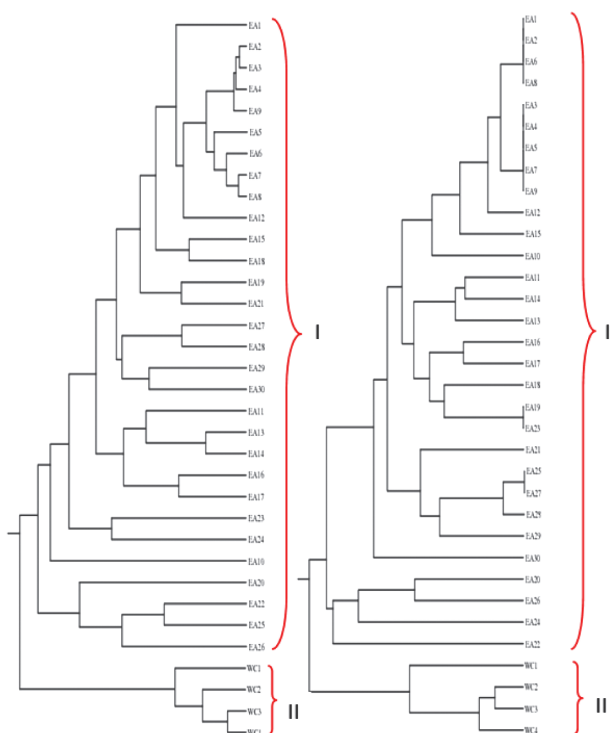 EA1
EA2
EA3
EA4
EA9
EA5
EA6
EA7
EA8
EA12
EA15
EA18
EA19
EA21
EA27
EA28
EA29
EA30
EA11
EA13
EA14
EA16
EA17
EA23
EA24
EA10
EA20
EA22
EA25
EA26
WC1
WC2
WC3
I
II
EA1
EA2
EA6
EA8
EA3
EA4
EA5
EA7
EA9
EA12
EA15
EA10
EA11
EA14
EA13
EA16
EA17
EA18
EA19
EA23
EA21
EA25
EA27
EA28
EA29
EA30
EA20
EA26
EA24
EA22
WC1
WC2
WC3
WC4
I
II